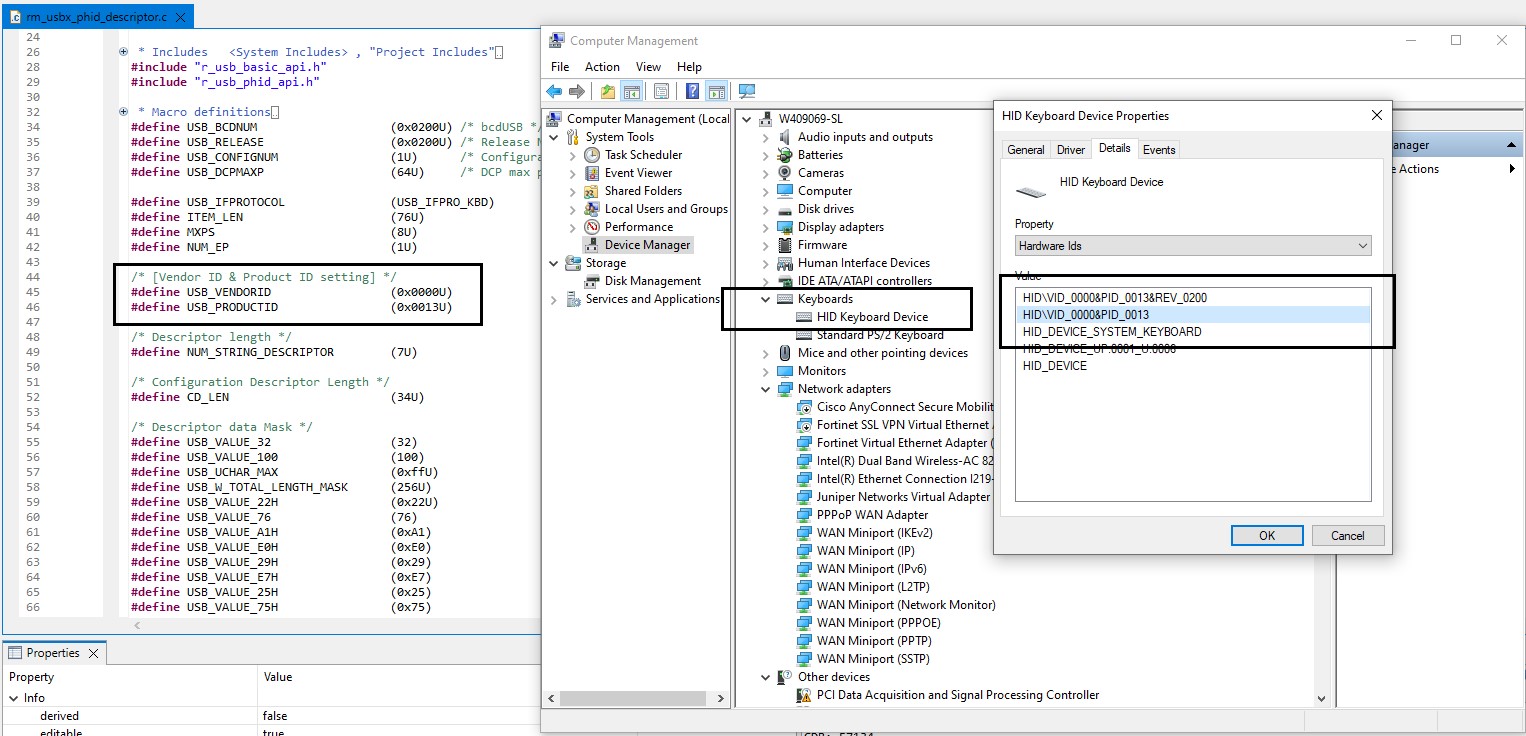 rm_usbx_phid_descriptor.c
24
26 * Includes <System Includes> , "Project Includes"
28 #include "r_usb_basic_api.h"
29 #include "r_usb_phid_api.h"
30
32 * Macro definitions
34 #define USB_BCDNUM (0x0200U) /* bcdUSB */
35 #define USB_RELEASE (0x0200U) /* Release
36 #define USB_CONFIGNUM (1U) /* Configura
37 #define USB_DCPMAXP (64U) /* DCP max p
38
39 #define USB_IFPROTOCOL (USB_IFPRO_KBD)
40 #define ITEM_LEN (76U)
41 #define MXPS (8U)
42 #define NUM_EP (1U)
43
44 /* [Vendor ID & Product ID setting] */
45 #define USB_VENDORID (0x0000U)
46 #define USB_PRODUCTID (0x0013U)
47
48 /* Descriptor length */
49 #define NUM_STRING_DESCRIPTOR (7U)
50
51 /* Configuration Descriptor Length */
52 #define CD_LEN (34U)
53
54 /* Descriptor data Mask */
55 #define USB_VALUE_32 (32)
56 #define USB_VALUE_100 (100)
57 #define USB_UCHAR_MAX (0xffU)
58 #define USB_W_TOTAL_LENGTH_MASK (256U)
59 #define USB_VALUE_22H (0x22U)
60 #define USB_VALUE_76 (76)
61 #define USB_VALUE_A1H (0xA1)
62 #define USB_VALUE_E0H (0xE0)
63 #define USB_VALUE_29H (0x29)
64 #define USB_VALUE_E7H (0xE7)
65 #define USB_VALUE_25H (0x25)
66 #define USB_VALUE_75H (0x75)
Properties
Property Value
Info
derived false
editable true
Computer Management
File Action View Help
Computer Management (Local
System Tools
Task Scheduler
Event Viewer
Shared Folders
Local Users and Groups
Performance
Device Manager
Storage
Disk Management
Services and Applications
W409069-SL
Audio inputs and outputs
Batteries
Cameras
Computer
Disk drives
Display adapters
Firmware
Human Interface Devices
IDE ATA/ATAPI controllers
Keyboards
HID Keyboard Device
Standard PS/2 Keyboard
Mice and other pointing devices
Monitors
Network adapters
Cisco AnyConnect Secure Mobilit
Fortinet SSL VPN Virtual Ethernet
Fortinet Virtual Ethernet Adapter (
Intel(R) Dual Band Wireless-AC 82
Intel(R) Ethernet Connection I219-
Juniper Networks Virtual Adapter
PPPoP WAN Adapter
WAN Miniport (IKEv2)
WAN Miniport (IP)
WAN Miniport (IPv6)
WAN Miniport (L2TP)
WAN Miniport (Network Monitor)
WAN Miniport (PPPOE)
WAN Miniport (PPTP)
WAN Miniport (SSTP)
Other devices
PCI Data Acquisition and Signal Processing Controller
anager
e Actions
HID Keyboard Device Properties
General Driver Details Events
HID Keyboard Device
Property
Hardware Ids
Value
HID\VID_0000&PID_0013&REV_0200
HID\VID_0000&PID_0013
HID_DEVICE_SYSTEM_KEYBOARD
HID_DEVICE_UP:0001_U:0006
HID_DEVICE
OK Cancel